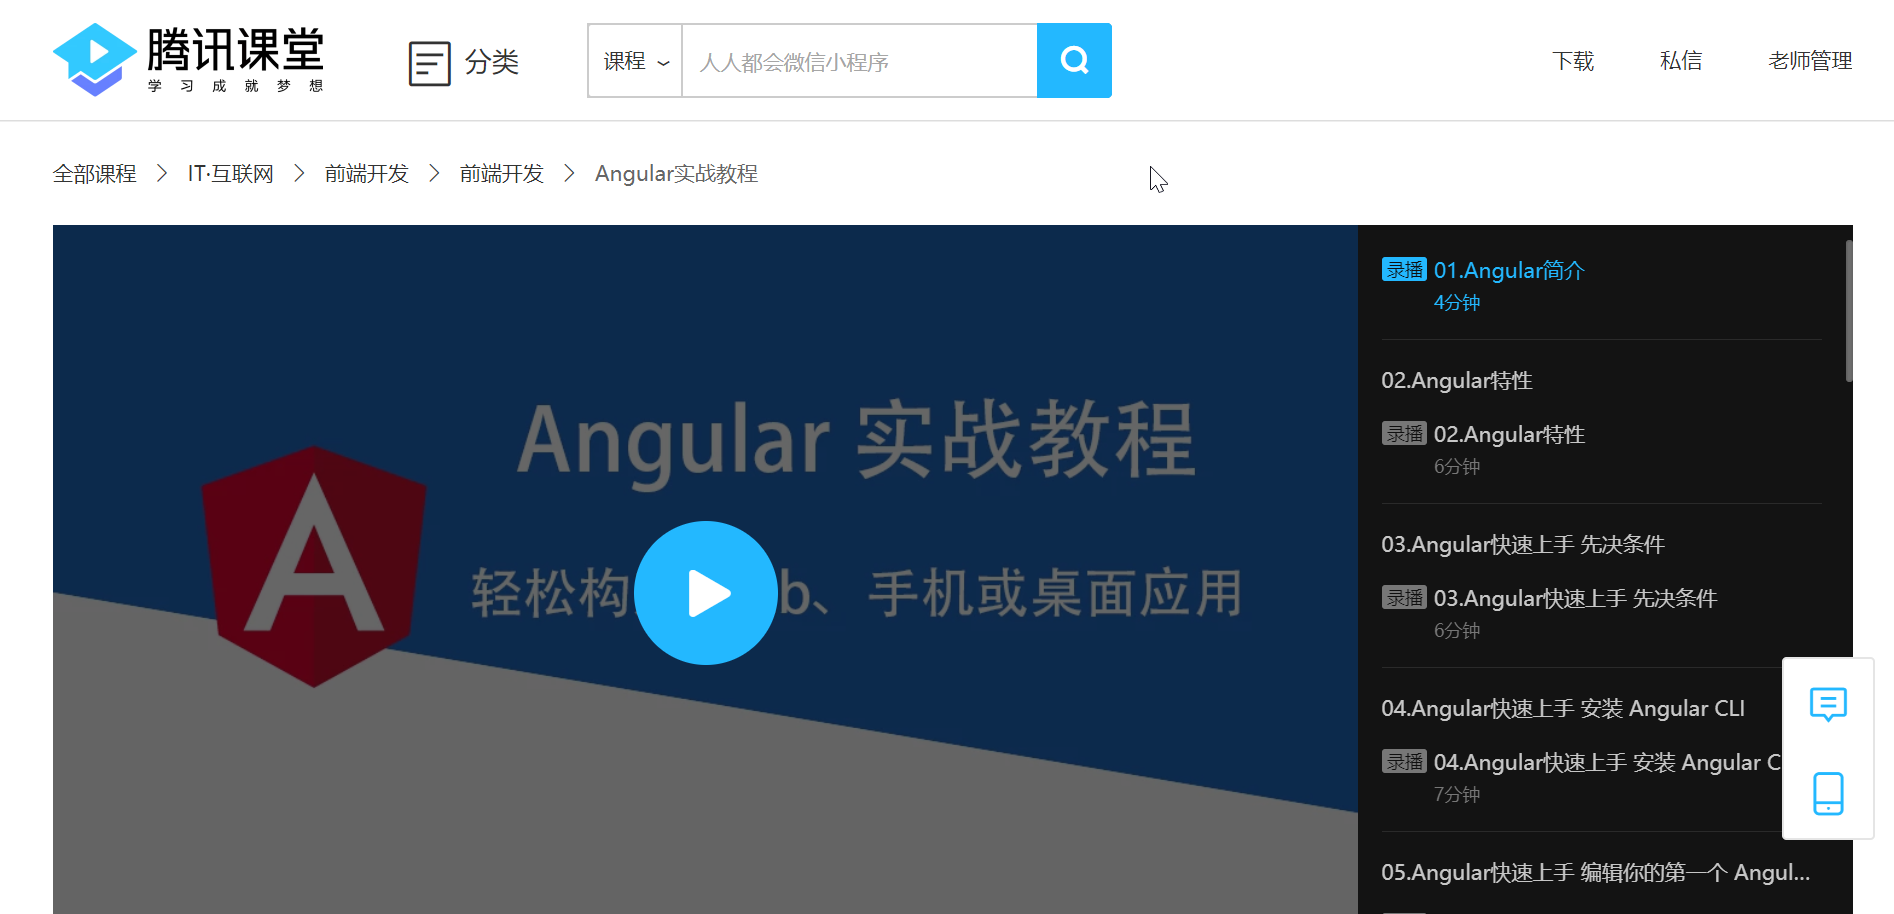 腾讯课堂
学习成就梦想
分类
课程
人人都会微信小程序
下载
私信
老师管理
全部课程 > IT·互联网 > 前端开发 > 前端开发 > Angular实战教程
Angular 实战教程
轻松构 b、手机或桌面应用
录播 01.Angular简介
4分钟
02.Angular特性
录播 02.Angular特性
6分钟
03.Angular快速上手 先决条件
录播 03.Angular快速上手 先决条件
6分钟
04.Angular快速上手 安装 Angular CLI
录播 04.Angular快速上手 安装 Angular C
7分钟
05.Angular快速上手 编辑你的第一个 Angul...